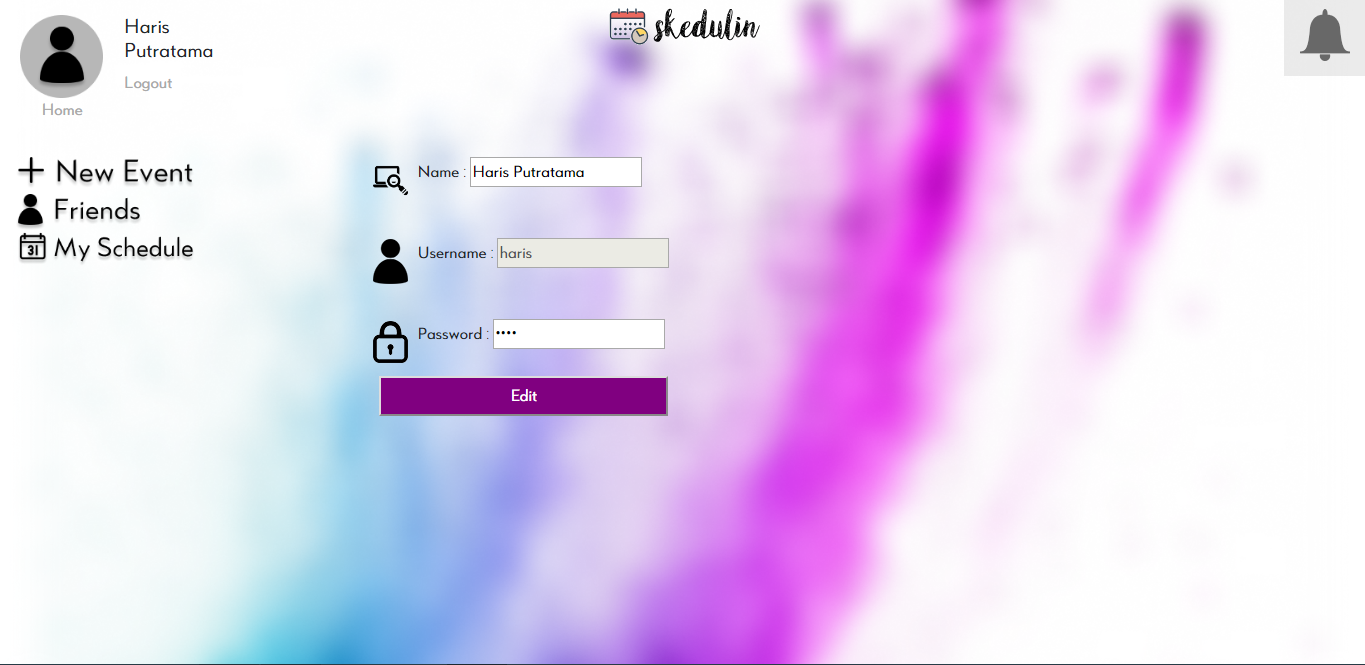 Haris
Putratama
Logout
Home
skedulin
New Event
Friends
31 My Schedule
Name : Haris Putratama
Username : haris
Password : ••••
Edit